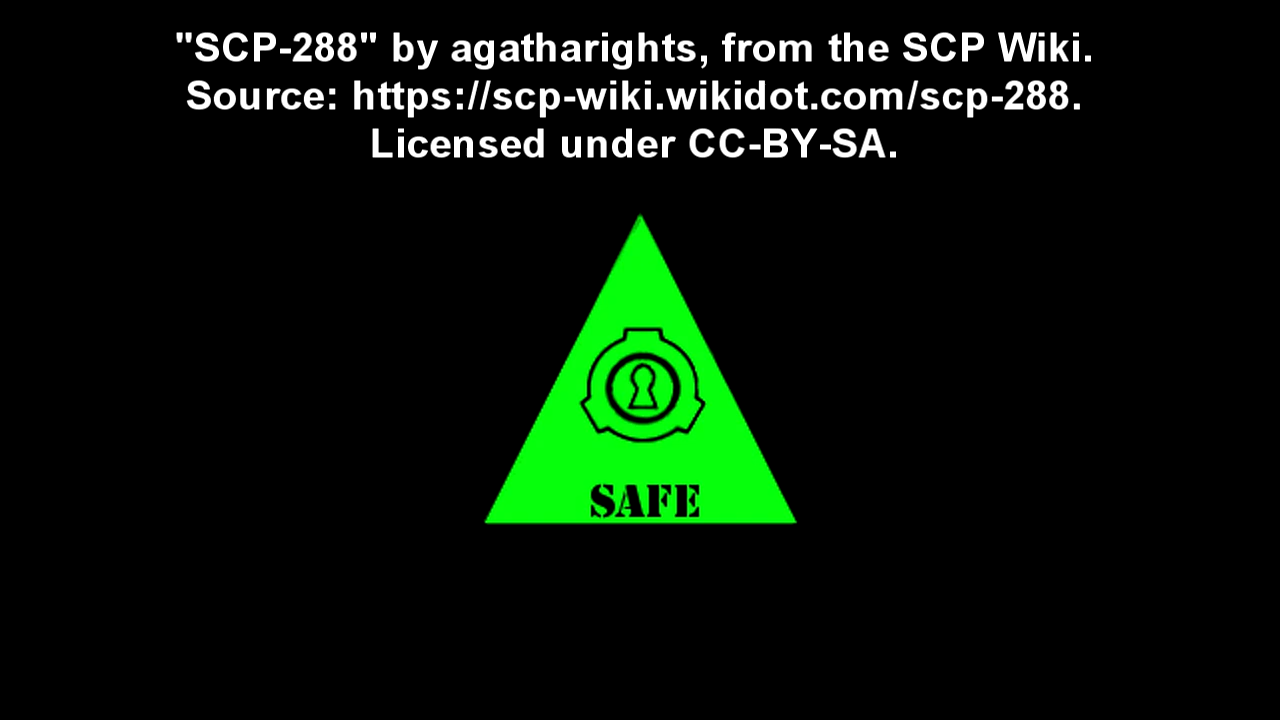 "SCP-288" by agatharights, from the SCP Wiki.
Source: https://scp-wiki.wikidot.com/scp-288.
Licensed under CC-BY-SA.
SAFE